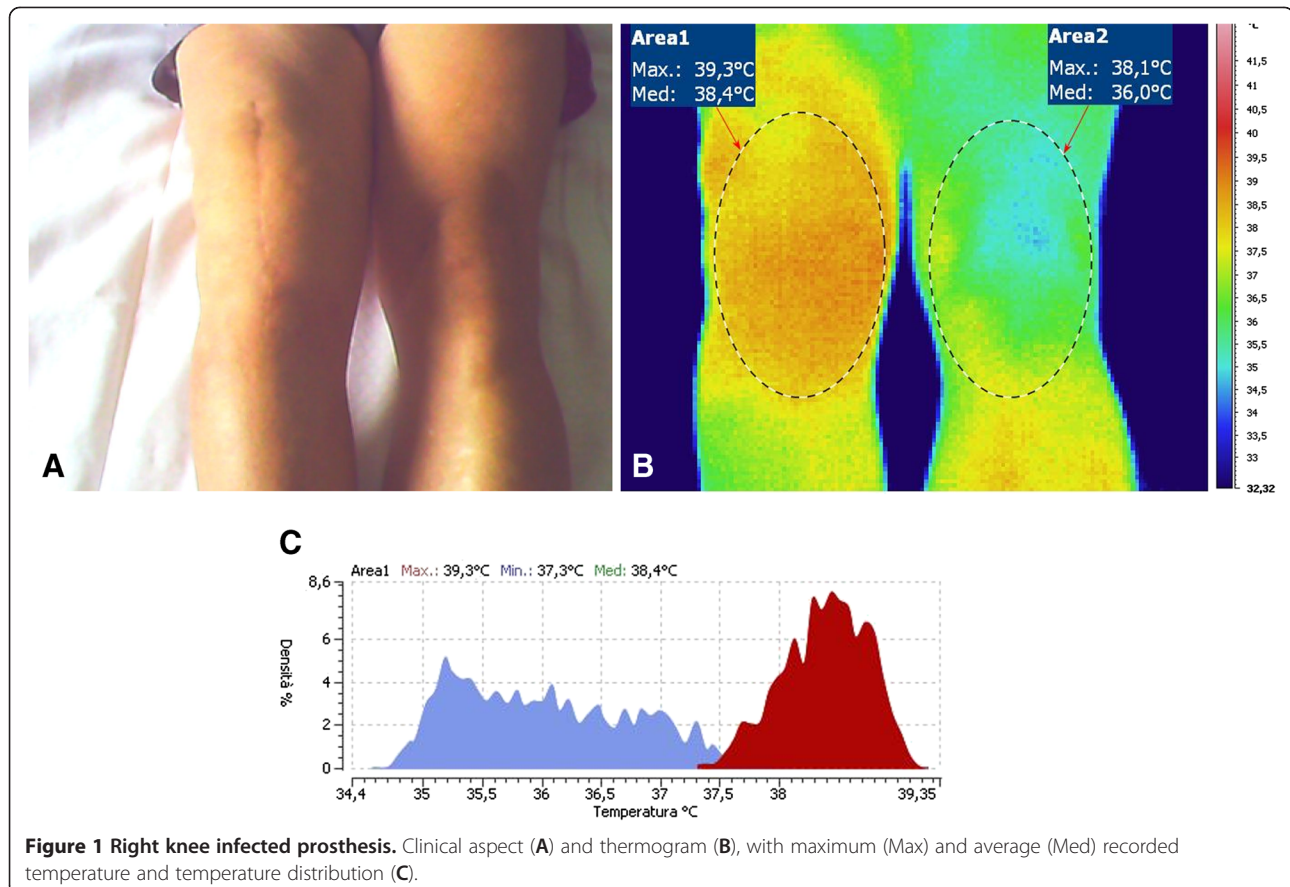 A
Area1
Max.: 39,3°C
Med: 38,4°C
Area2
Max.: 38,1°C
Med: 36,0°C
B
°C
41,5
41
40,5
40
39,5
39
38,5
38
37,5
37
36,5
36
35,5
35
34,5
34
33,5
33
32,32
C
Area1 Max.: 39,3°C Min.: 37,3°C Med: 38,4°C
8,6
6
4
2
0
Densità %
34,4 35 35,5 36 36,5 37 37,5 38 39,35
Temperatura °C
Figure 1 Right knee infected prosthesis. Clinical aspect (A) and thermogram (B), with maximum (Max) and average (Med) recorded
temperature and temperature distribution (C).